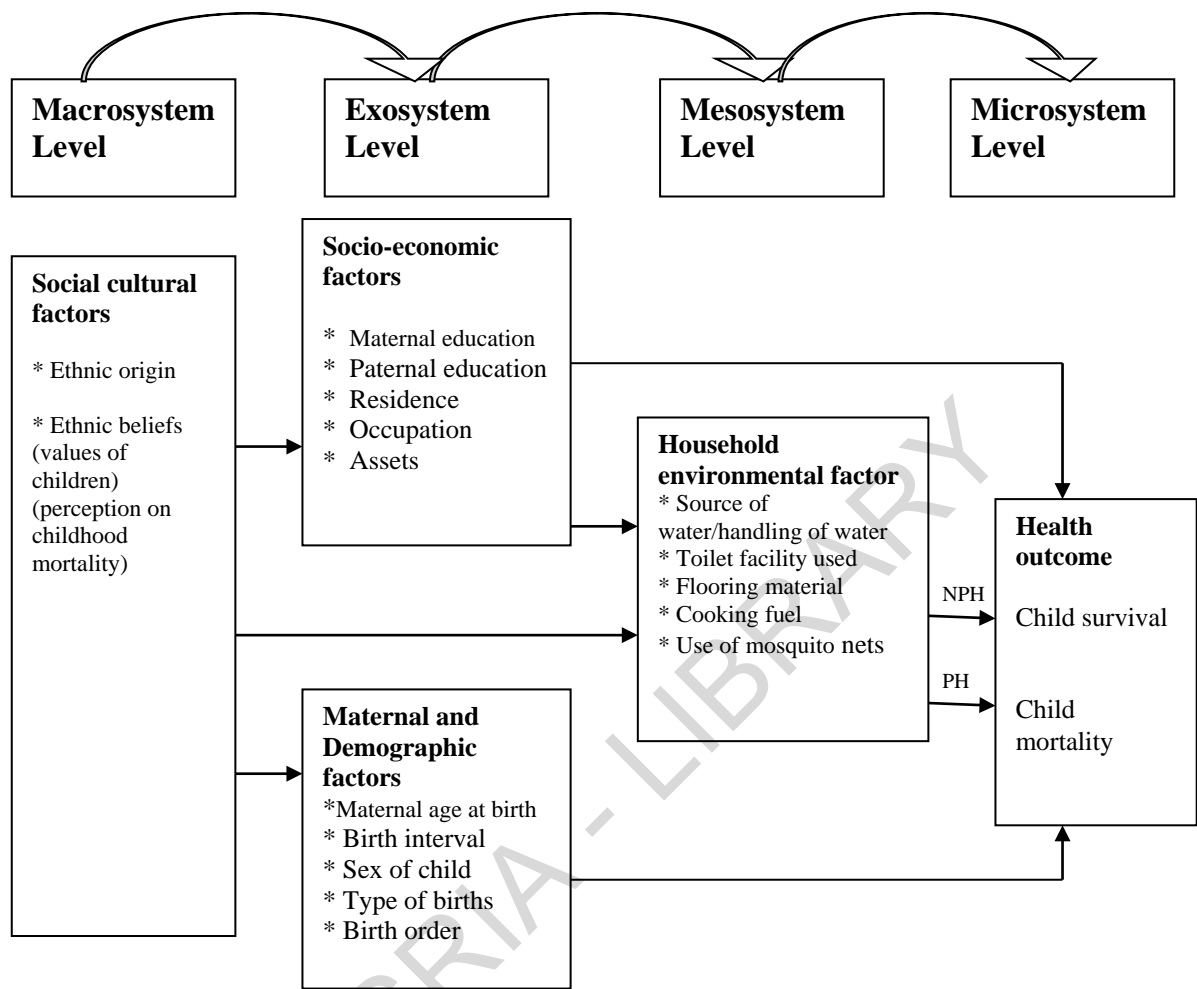 Macrosystem
Level
Exosystem
Level
Mesosystem
Level
Microsystem
Level
Social cultural
factors
* Ethnic origin
* Ethnic beliefs
(values of
children)
(perception on
childhood
mortality)
Socio-economic
factors
* Maternal education
* Paternal education
* Residence
* Occupation
* Assets
Maternal and
Demographic
factors
*Maternal age at birth
* Birth interval
* Sex of child
* Type of births
* Birth order
Household
environmental factor
* Source of
water/handling of water
* Toilet facility used
* Flooring material
* Cooking fuel
* Use of mosquito nets
NPH
PH
Health
outcome
Child survival
Child
mortality
RIA - LIBRARY